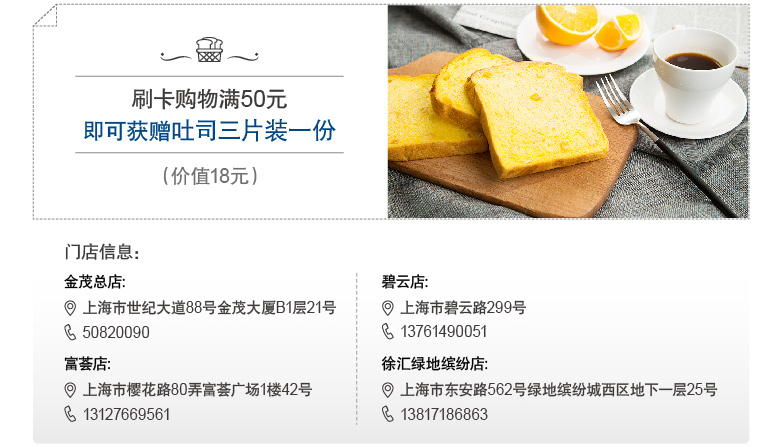 刷卡购物满50元
即可获赠吐司三片装一份
（价值18元）
门店信息：
金茂总店:
上海市世纪大道88号金茂大厦B1层21号
50820090
富荟店:
上海市樱花路80弄富荟广场1楼42号
13127669561
碧云店:
上海市碧云路299号
13761490051
徐汇绿地缤纷店:
上海市东安路562号绿地缤纷城西区地下一层25号
13817186863